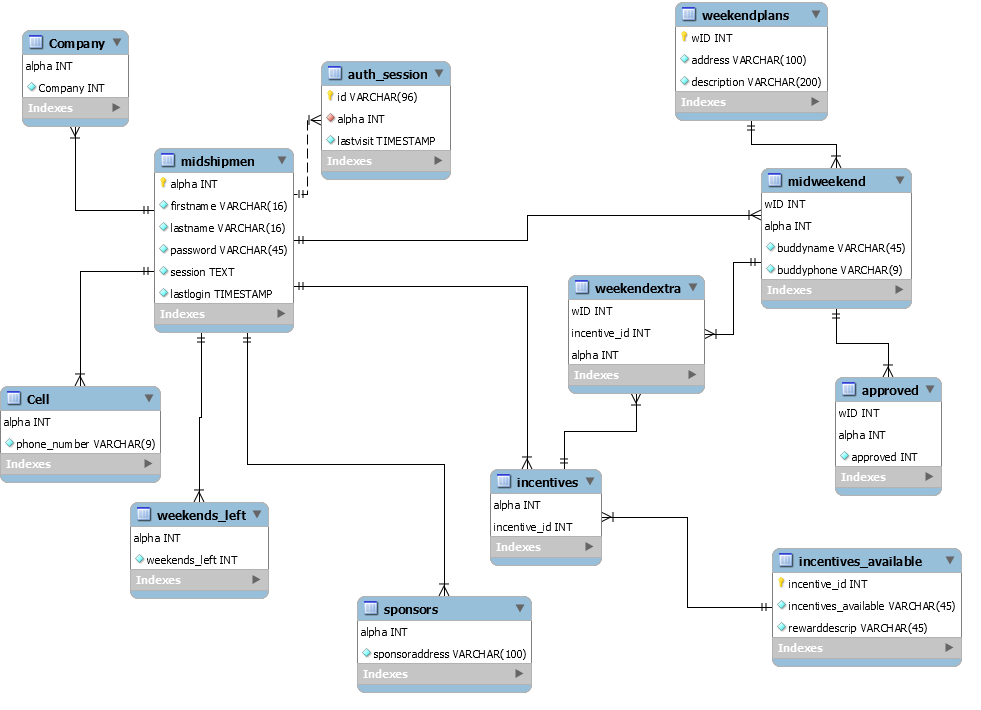 Company
alpha INT
Company INT
Indexes
auth_session
id VARCHAR(96)
alpha INT
lastvisit TIMESTAMP
Indexes
weekendplans
wID INT
address VARCHAR(100)
description VARCHAR(200)
Indexes
midshipmen
alpha INT
firstname VARCHAR(16)
lastname VARCHAR(16)
password VARCHAR(45)
session TEXT
lastlogin TIMESTAMP
Indexes
midweekend
wID INT
alpha INT
buddyname VARCHAR(45)
buddyphone VARCHAR(9)
Indexes
weekendextra
wID INT
incentive_id INT
alpha INT
Indexes
Cell
alpha INT
phone_number VARCHAR(9)
Indexes
approved
wID INT
alpha INT
approved INT
Indexes
weekends_left
alpha INT
weekends_left INT
Indexes
incentives
alpha INT
incentive_id INT
Indexes
sponsors
alpha INT
sponsoraddress VARCHAR(100)
Indexes
incentives_available
incentive_id INT
incentives_available VARCHAR(45)
rewarddescrip VARCHAR(45)
Indexes